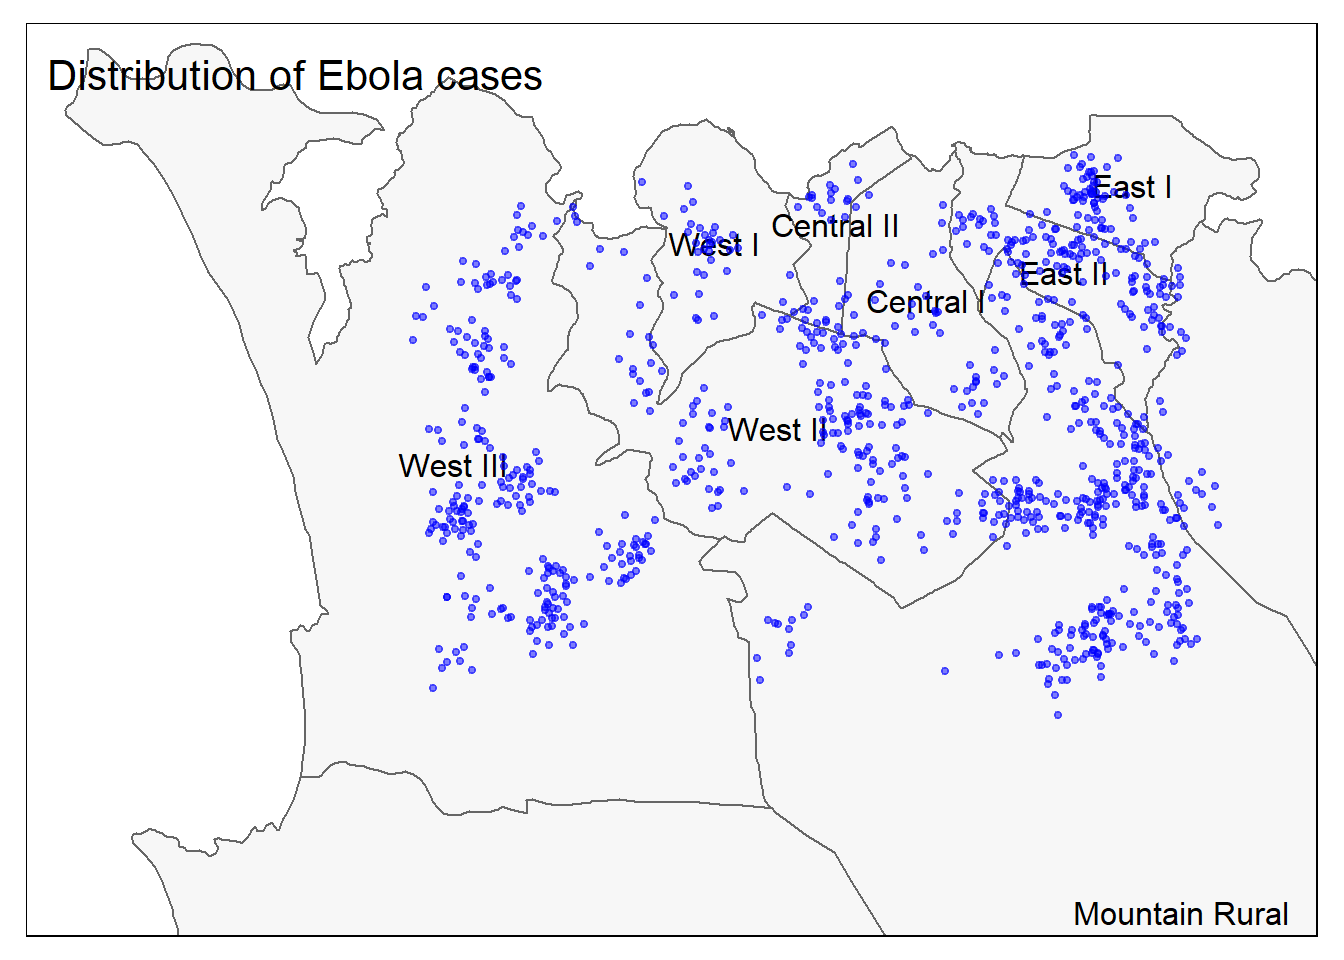 Distribution of Ebola cases
East I
Central II
West I
East II
Central I
West II
West III
Mountain Rural